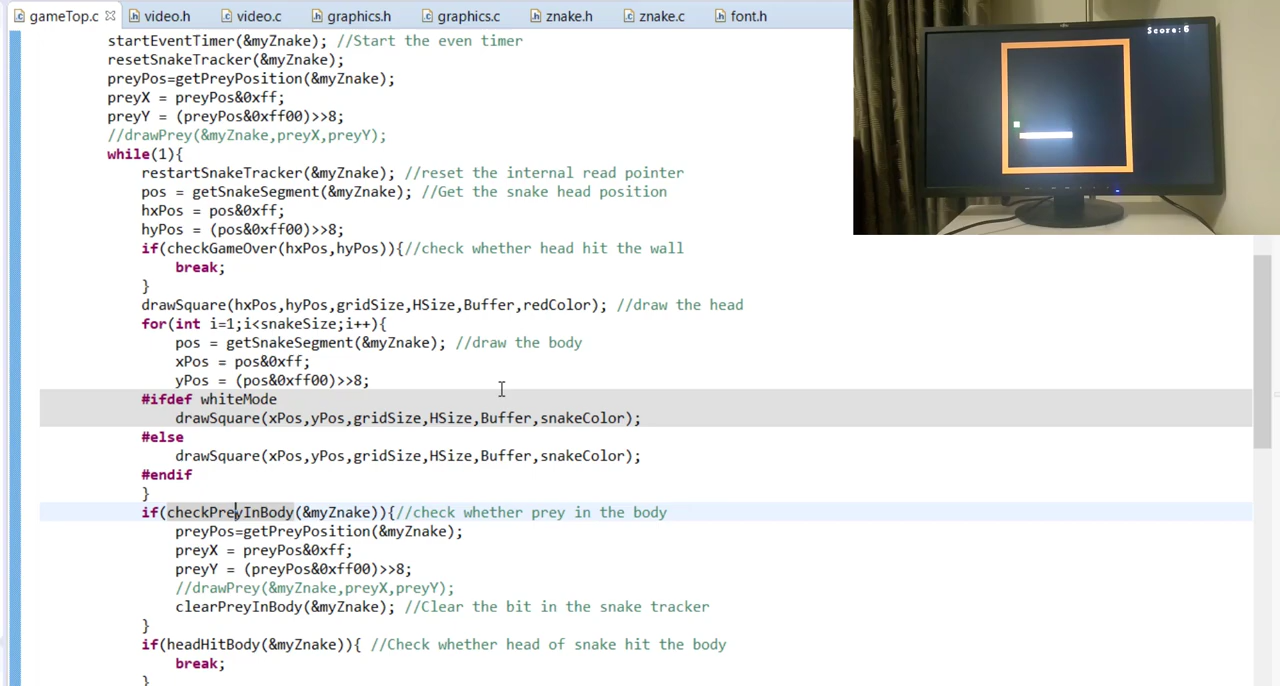 gameTop.c video.h video.c graphics.h graphics.c znake.h znake.c font.h
startEventTimer(&myZnake); //Start the even timer
resetSnakeTracker(&myZnake);
preyPos=getPreyPosition(&myZnake);
preyX = preyPos&0xff;
preyY = (preyPos&0xff00)>>8;
//drawPrey(&myZnake,preyX,preyY);
while(1){
restartSnakeTracker(&myZnake); //reset the internal read pointer
pos = getSnakeSegment(&myZnake); //Get the snake head position
hxPos = pos&0xff;
hyPos = (pos&0xff00)>>8;
if(checkGameOver(hxPos,hyPos)){//check whether head hit the wall
break;
}
drawSquare(hxPos,hyPos,gridSize,HSize,Buffer,redColor); //draw the head
for(int i=1;i<snakeSize;i++){
pos = getSnakeSegment(&myZnake); //draw the body
xPos = pos&0xff;
yPos = (pos&0xff00)>>8;
#ifdef whiteMode
drawSquare(xPos,yPos,gridSize,HSize,Buffer,snakeColor);
#else
drawSquare(xPos,yPos,gridSize,HSize,Buffer,snakeColor);
#endif
}
if(checkPreyInBody(&myZnake)){//check whether prey in the body
preyPos=getPreyPosition(&myZnake);
preyX = preyPos&0xff;
preyY = (preyPos&0xff00)>>8;
//drawPrey(&myZnake,preyX,preyY);
clearPreyInBody(&myZnake); //Clear the bit in the snake tracker
}
if(headHitBody(&myZnake)){ //Check whether head of snake hit the body
break;
}
Score:6